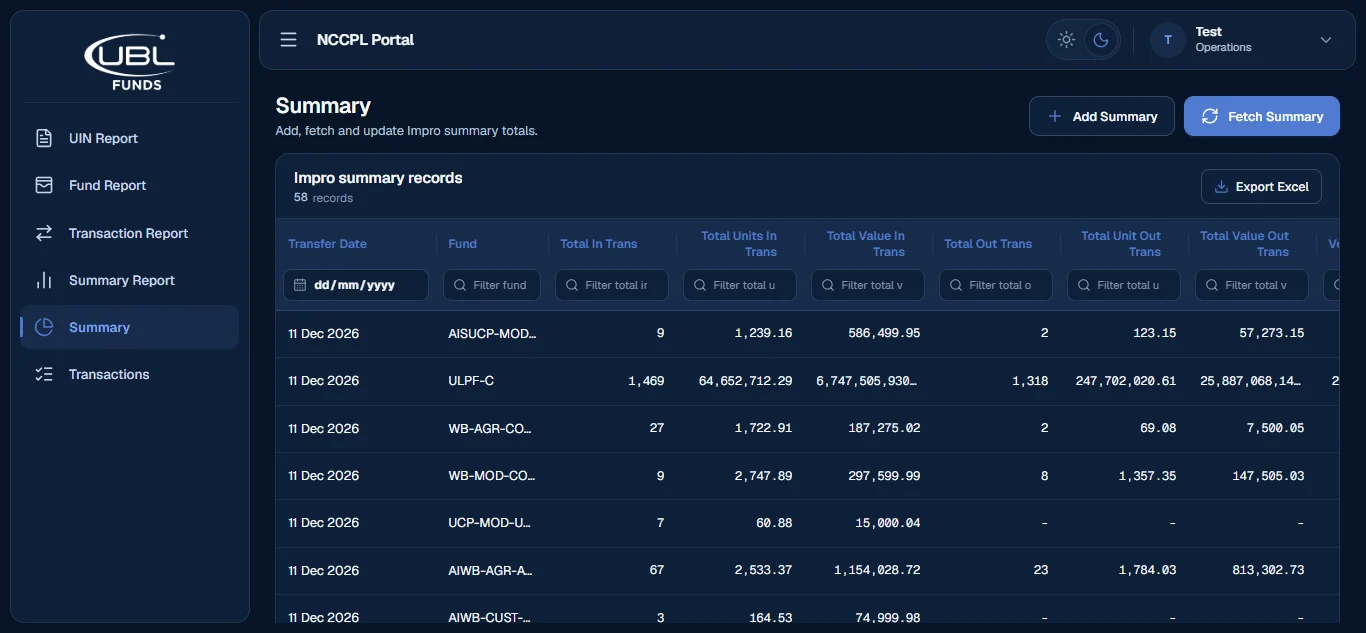 UBL
FUNDS
UIN Report
Fund Report
Transaction Report
Summary Report
Summary
Transactions
NCCPL Portal
T
Test
Operations
Summary
Add, fetch and update Impro summary totals.
Add Summary
Fetch Summary
Impro summary records
58 records
Export Excel
Transfer Date Fund Total In Trans Total Units In Trans Total Value In Trans Total Out Trans Total Unit Out Trans Total Value Out Trans
dd/mm/yyyy Filter fund Filter total Filter total u Filter total v Filter total o Filter total u Filter total v
11 Dec 2026 AISUCP-MOD... 9 1,239.16 586,499.95 2 123.15 57,273.15
11 Dec 2026 ULPF-C 1,469 64,652,712.29 6,747,505,930... 1,318 247,702,020.61 25,887,068,14... 2
11 Dec 2026 WB-AGR-CO... 27 1,722.91 187,275.02 2 69.08 7,500.05
11 Dec 2026 WB-MOD-CO... 9 2,747.89 297,599.99 8 1,357.35 147,505.03
11 Dec 2026 UCP-MOD-U... 7 60.88 15,000.04 - - -
11 Dec 2026 AIWB-AGR-A... 67 2,533.37 1,154,028.72 23 1,784.03 813,302.73
11 Dec 2026 AIWB-CUST-... 3 164.53 74,999.98 - - -